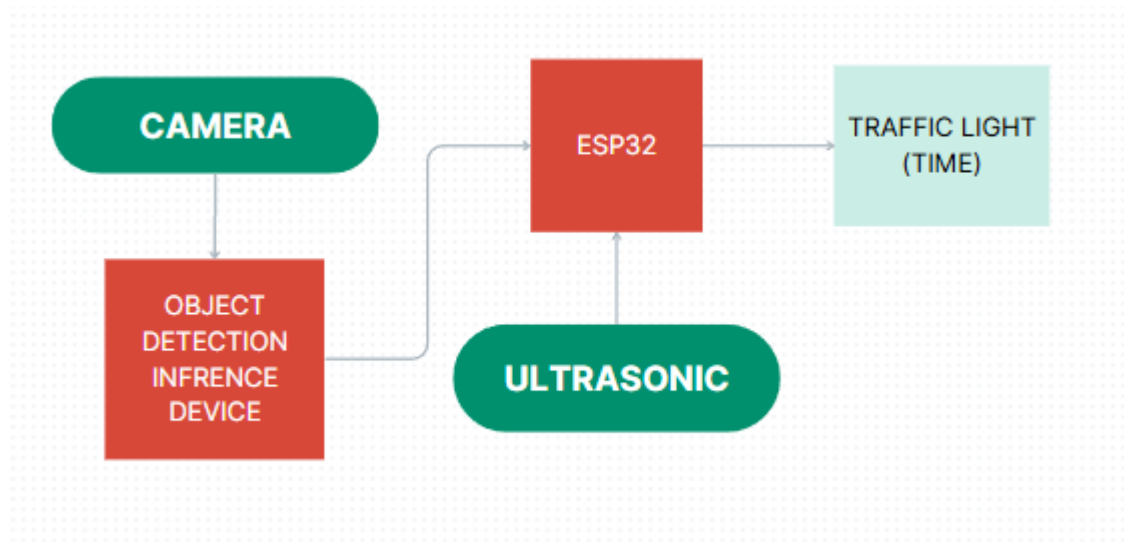 CAMERA
OBJECT
DETECTION
INFRENCE
DEVICE
ESP32
ULTRASONIC
TRAFFIC LIGHT
(TIME)